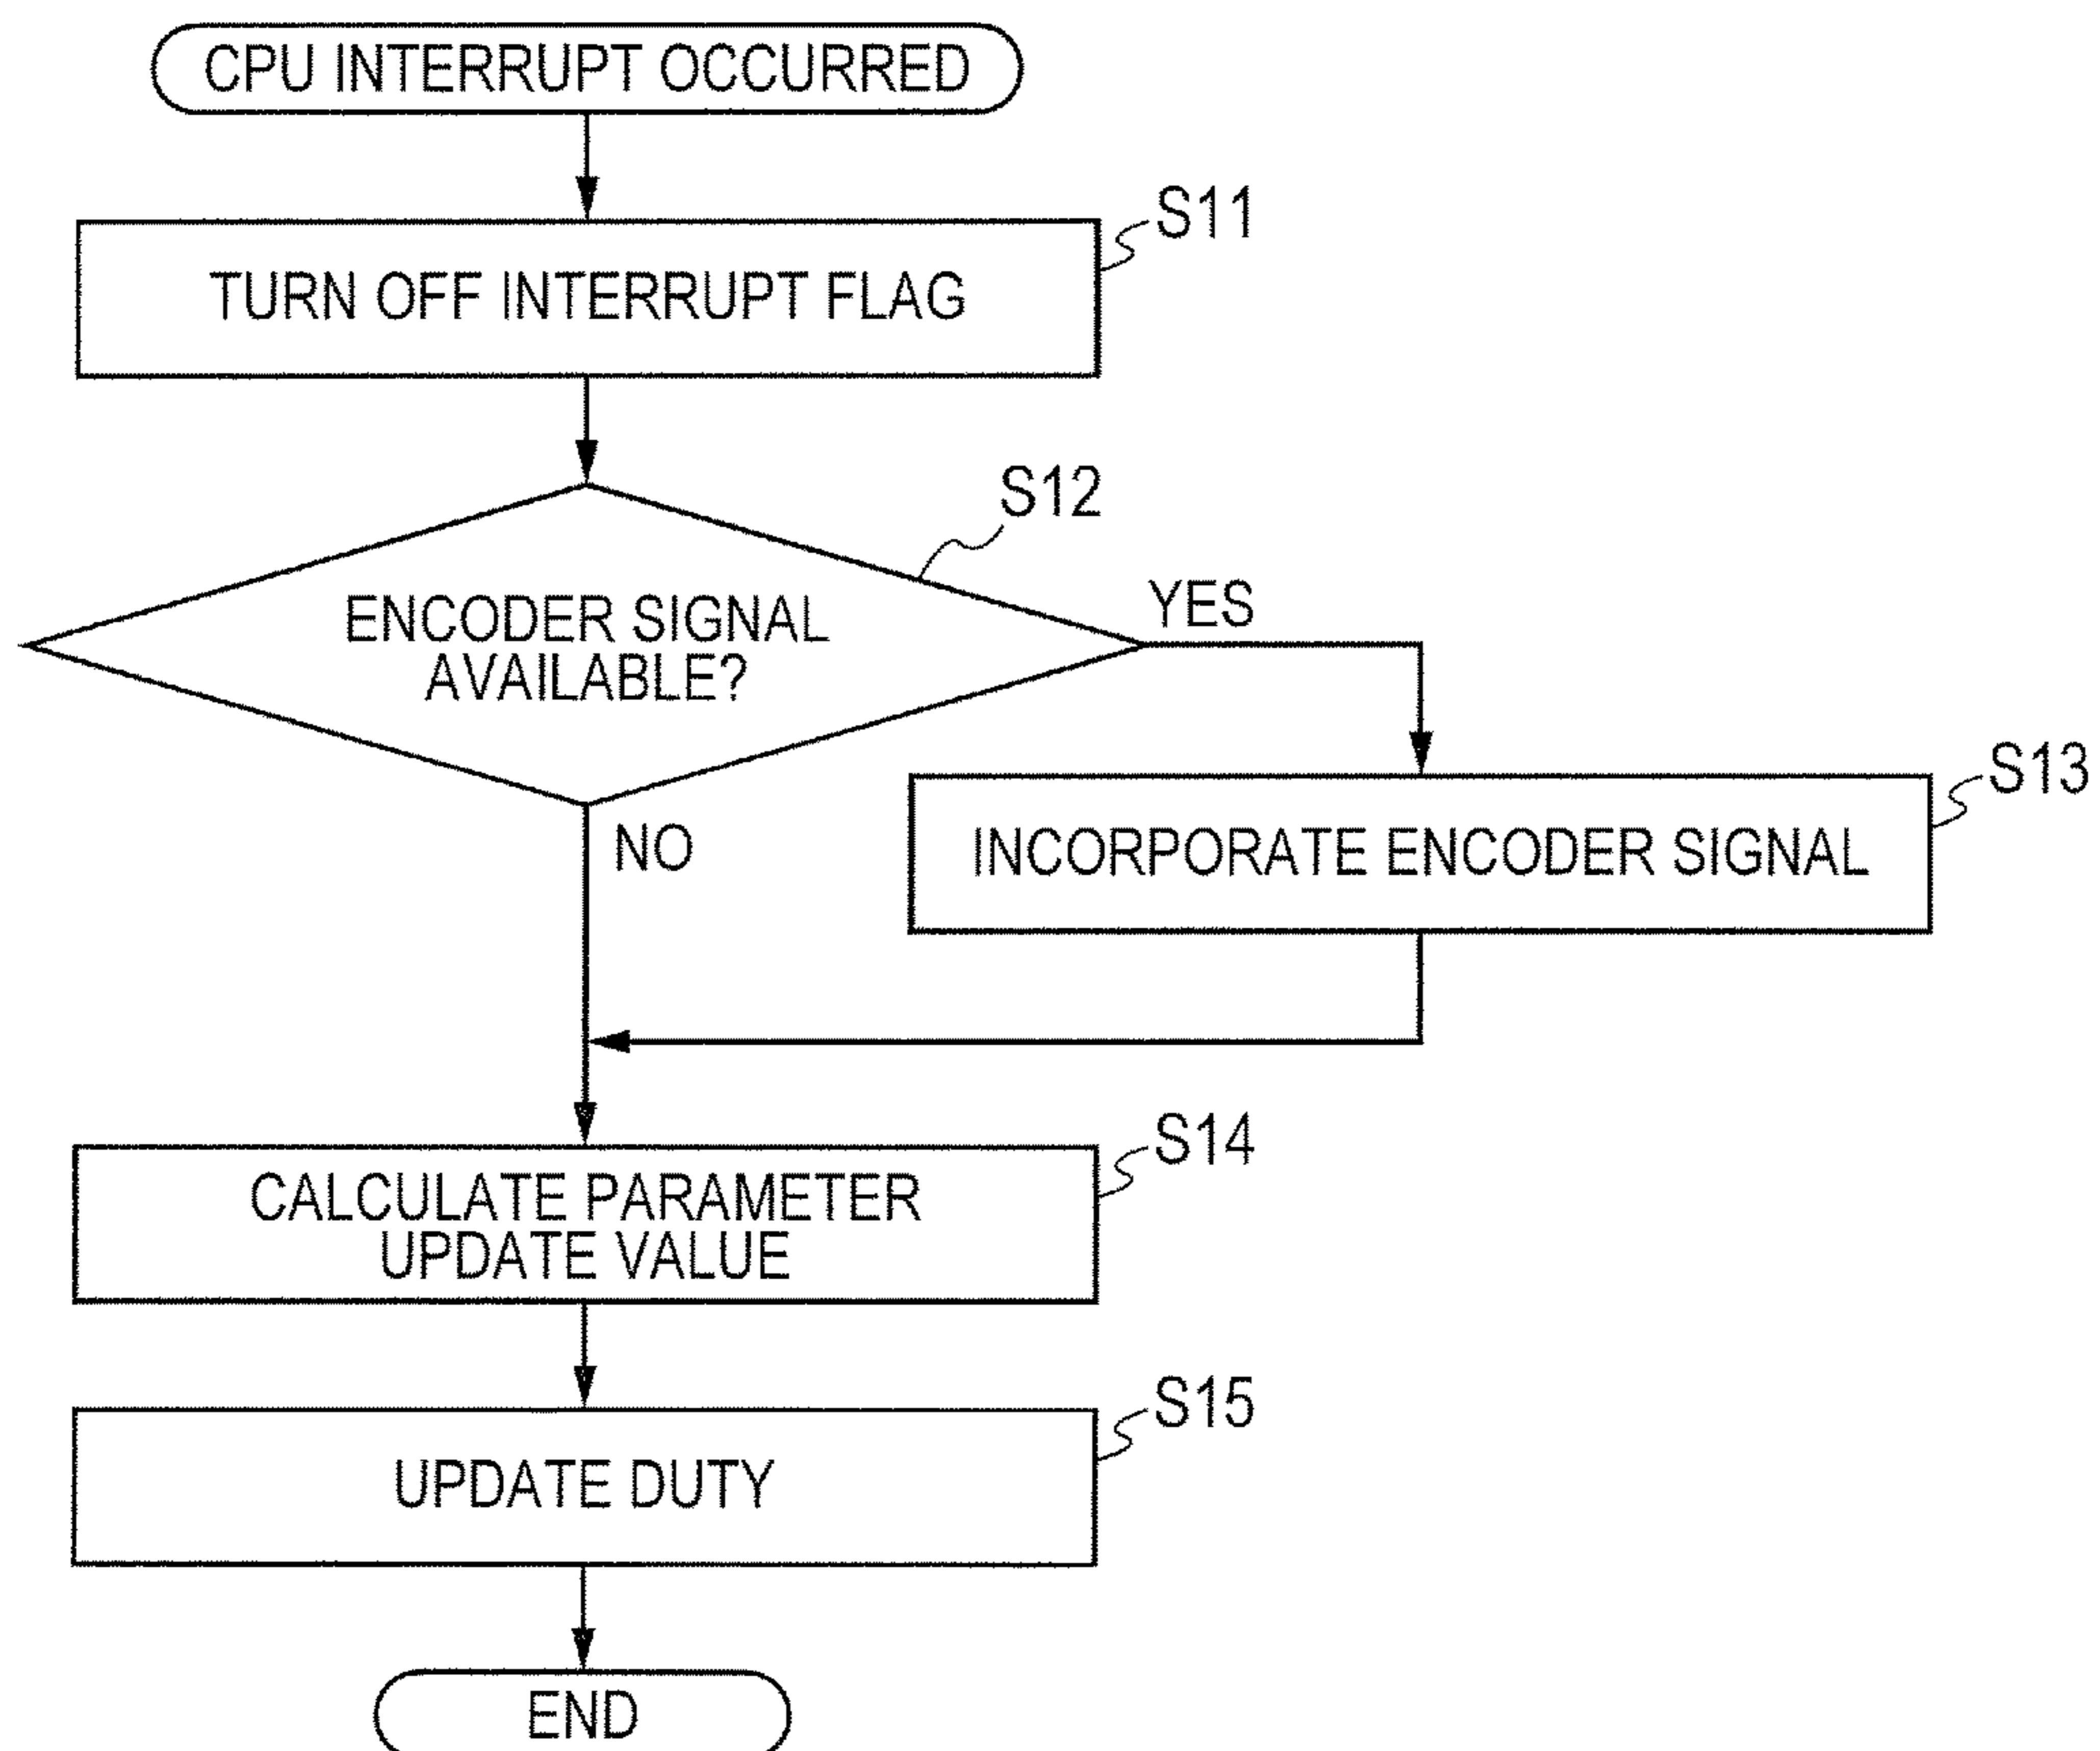 CPU INTERRUPT OCCURRED
S11
TURN OFF INTERRUPT FLAG
S12
ENCODER SIGNAL
AVAILABLE?
YES
S13
INCORPORATE ENCODER SIGNAL
NO
S14
CALCULATE PARAMETER
UPDATE VALUE
S15
UPDATE DUTY
END